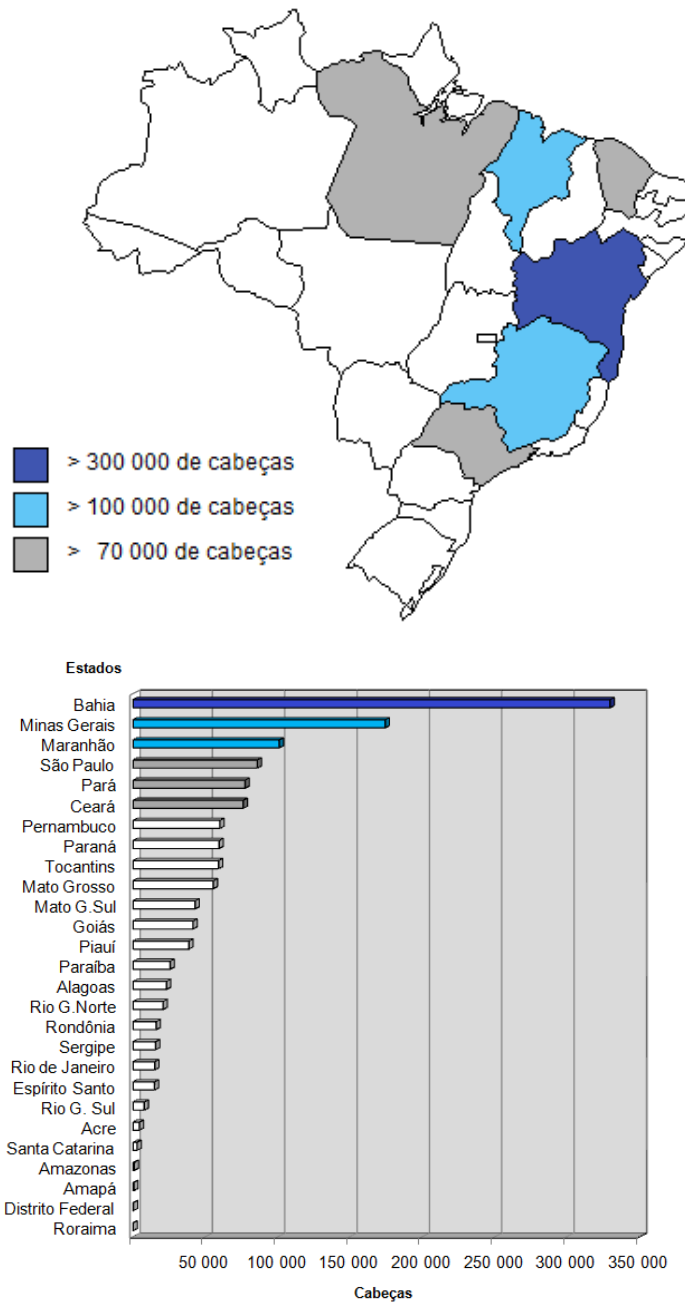 > 300 000 de cabeças
> 100 000 de cabeças
> 70 000 de cabeças
Estados
Bahia
Minas Gerais
Maranhão
São Paulo
Pará
Ceará
Pernambuco
Paraná
Tocantins
Mato Grosso
Mato G.Sul
Goiás
Piauí
Paraíba
Alagoas
Rio G.Norte
Rondônia
Sergipe
Rio de Janeiro
Espírito Santo
Rio G. Sul
Acre
Santa Catarina
Amazonas
Amapá
Distrito Federal
Roraima
50 000 100 000 150 000 200 000 250 000 300 000 350 000
Cabeças